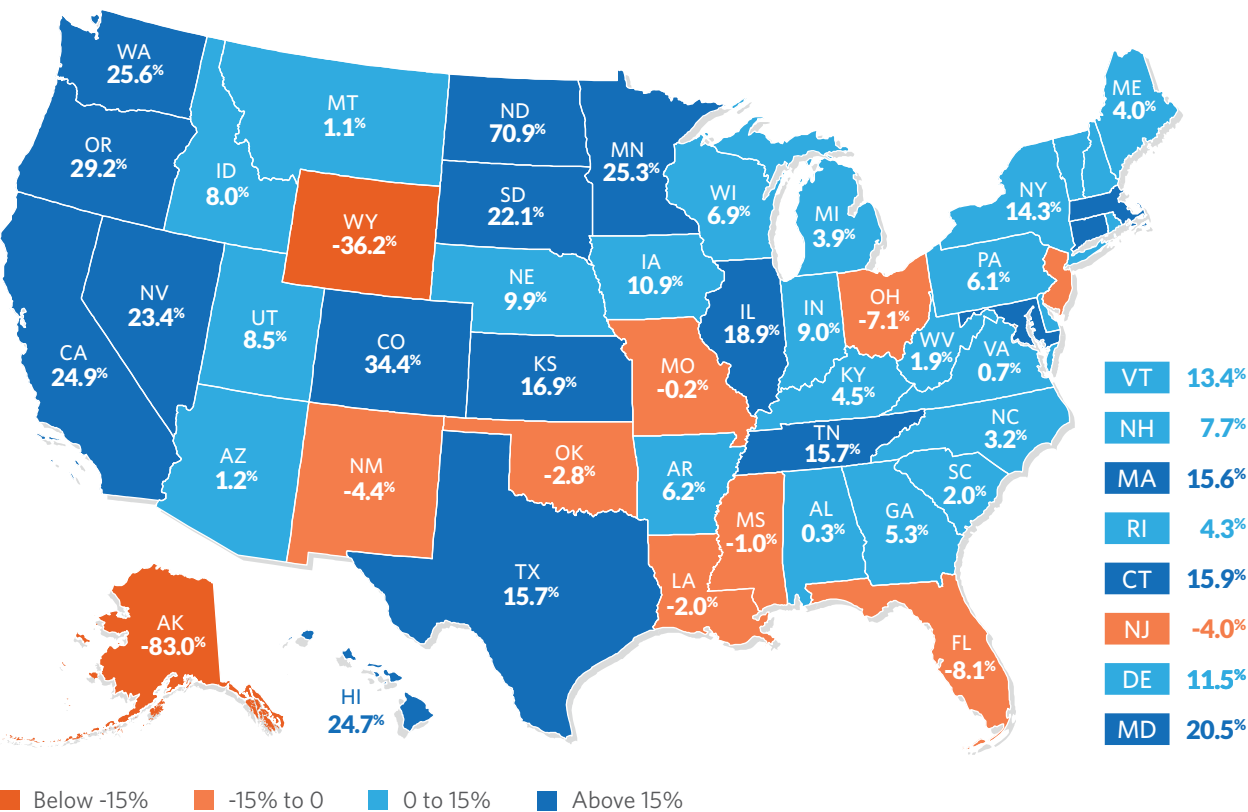 WA
25.6%
OR
29.2%
CA
24.9%
NV
23.4%
ID
8.0%
MT
1.1%
WY
-36.2%
UT
8.5%
CO
34.4%
AZ
1.2%
NM
-4.4%
ND
70.9%
SD
22.1%
NE
9.9%
KS
16.9%
OK
-2.8%
TX
15.7%
MN
25.3%
IA
10.9%
MO
-0.2%
AR
6.2%
LA
-2.0%
WI
6.9%
IL
18.9%
MI
3.9%
IN
9.0%
OH
-7.1%
KY
4.5%
TN
15.7%
MS
-1.0%
AL
0.3%
GA
5.3%
FL
-8.1%
SC
2.0%
NC
3.2%
VA
0.7%
WV
1.9%
PA
6.1%
NY
14.3%
ME
4.0%
AK
-83.0%
HI
24.7%
VT 13.4%
NH 7.7%
MA 15.6%
RI 4.3%
CT 15.9%
NJ -4.0%
DE 11.5%
MD 20.5%
Below -15% -15% to 0 0 to 15% Above 15%